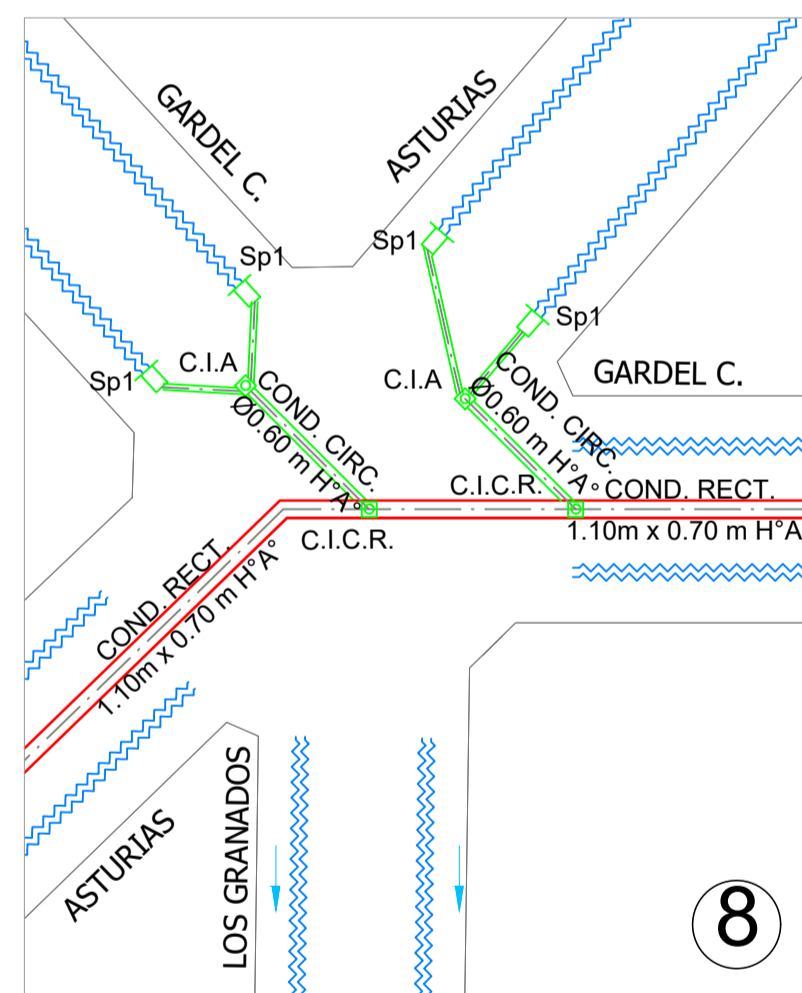 GARDEL C.
ASTURIAS
Sp1
Sp1
Sp1
Sp1
C.I.A
C.I.A
GARDEL C.
COND. CIRC.
Ø0.60 m H°A°
COND. CIRC.
Ø0.60 m H°A°
C.I.C.R.
COND. RECT.
1.10m x 0.70 m H°A
C.I.C.R.
COND. RECT.
1.10m x 0.70 m H°A°
ASTURIAS
LOS GRANADOS
8